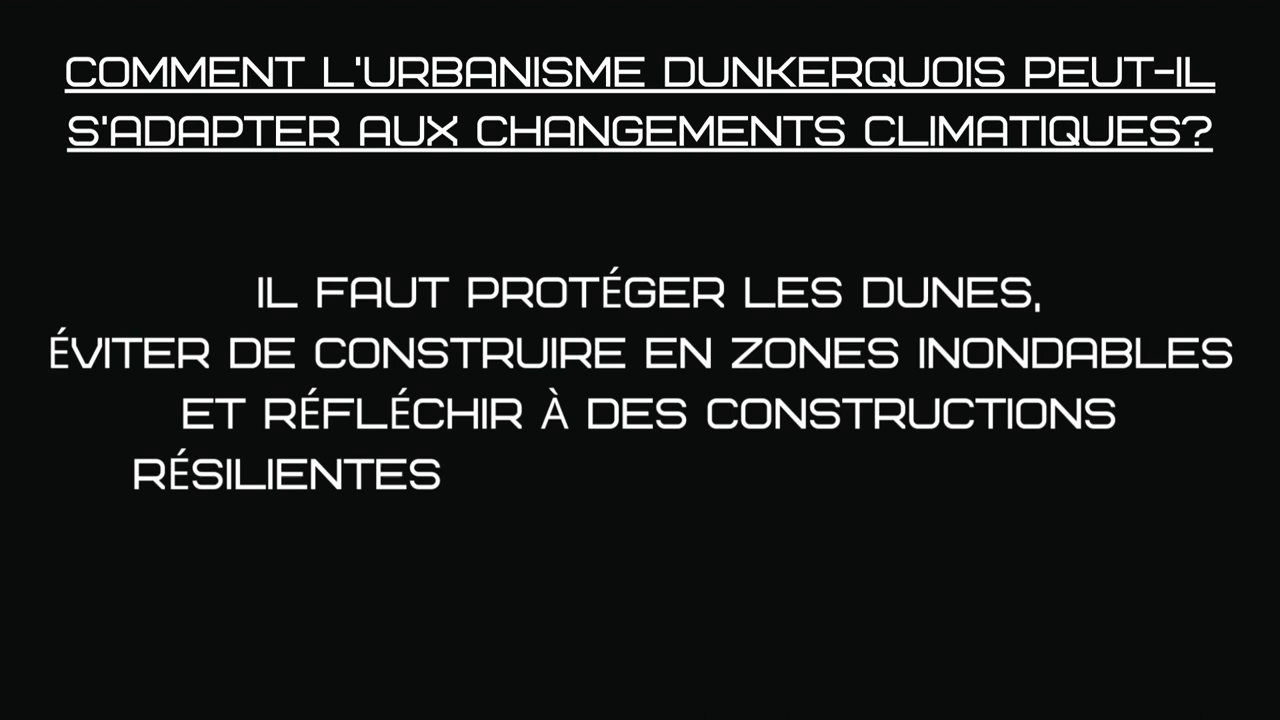 COMMENT L'URBANISME DUNKERQUOIS PEUT-IL
S'ADAPTER AUX CHANGEMENTS CLIMATIQUES?
IL FAUT PROTÉGER LES DUNES,
ÉVITER DE CONSTRUIRE EN ZONES INONDABLES
ET RÉFLÉCHIR À DES CONSTRUCTIONS
RÉSILIENTES